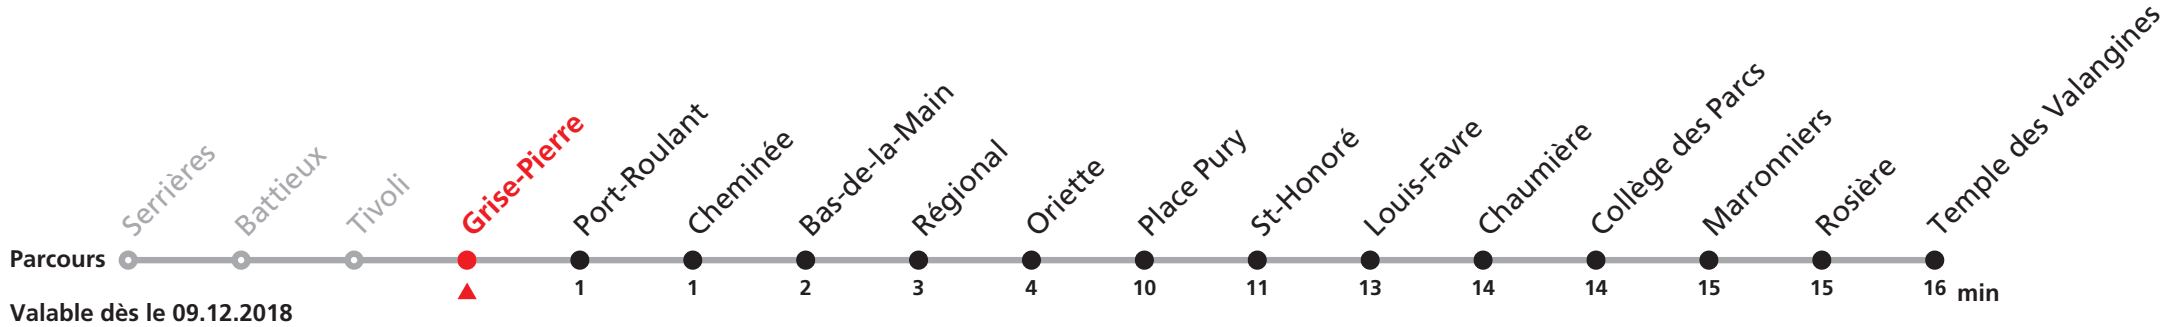 Serrières
Battieux
Tivoli
Grise-Pierre
Port-Roulant
Cheminée
Bas-de-la-Main
Régional
Oriette
Place Pury
St-Honoré
Louis-Favre
Chaumière
Collège des Parcs
Marronniers
Rosière
Temple des Valangines
Parcours
1 1 2 3 4 10 11 13 14 14 15 15 16 min
Valable dès le 09.12.2018